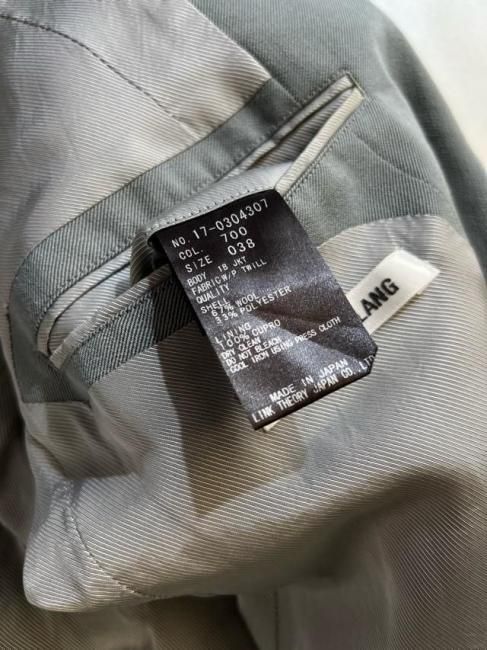 NO. 17-0304307
COL. 700
SIZE 038
BODY 1B JKT
FABRIC W/P TWILL
QUALITY
SHELL
67% WOOL
33% POLYESTER
LINING
100% CUPRO
DRY CLEAN
DO NOT BLEACH
COOL IRON USING PRESS CLOTH
MADE IN JAPAN
LINK THEORY JAPAN CO., LT
LANG